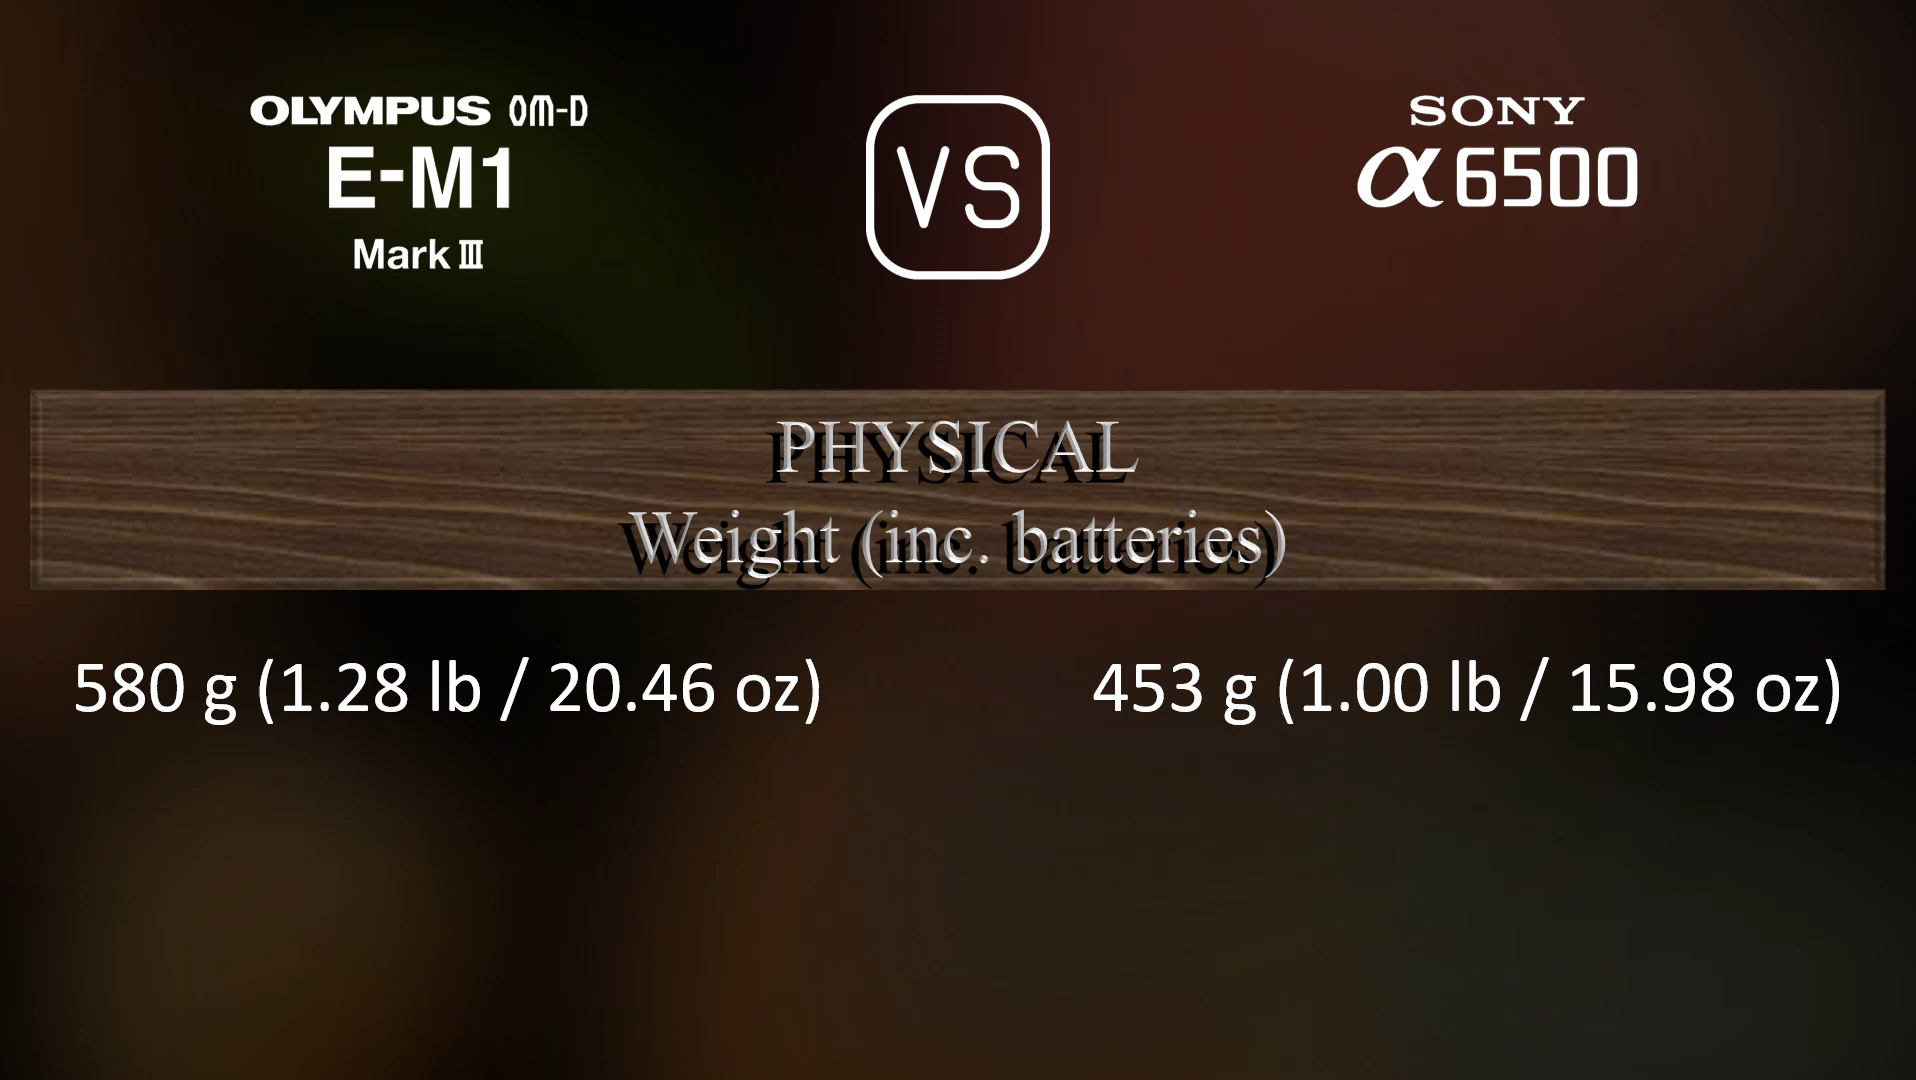 OLYMPUS OM-D
E-M1
Mark III
VS
SONY
α6500
PHYSICAL
Weight (inc. batteries)
580 g (1.28 lb / 20.46 oz)
453 g (1.00 lb / 15.98 oz)